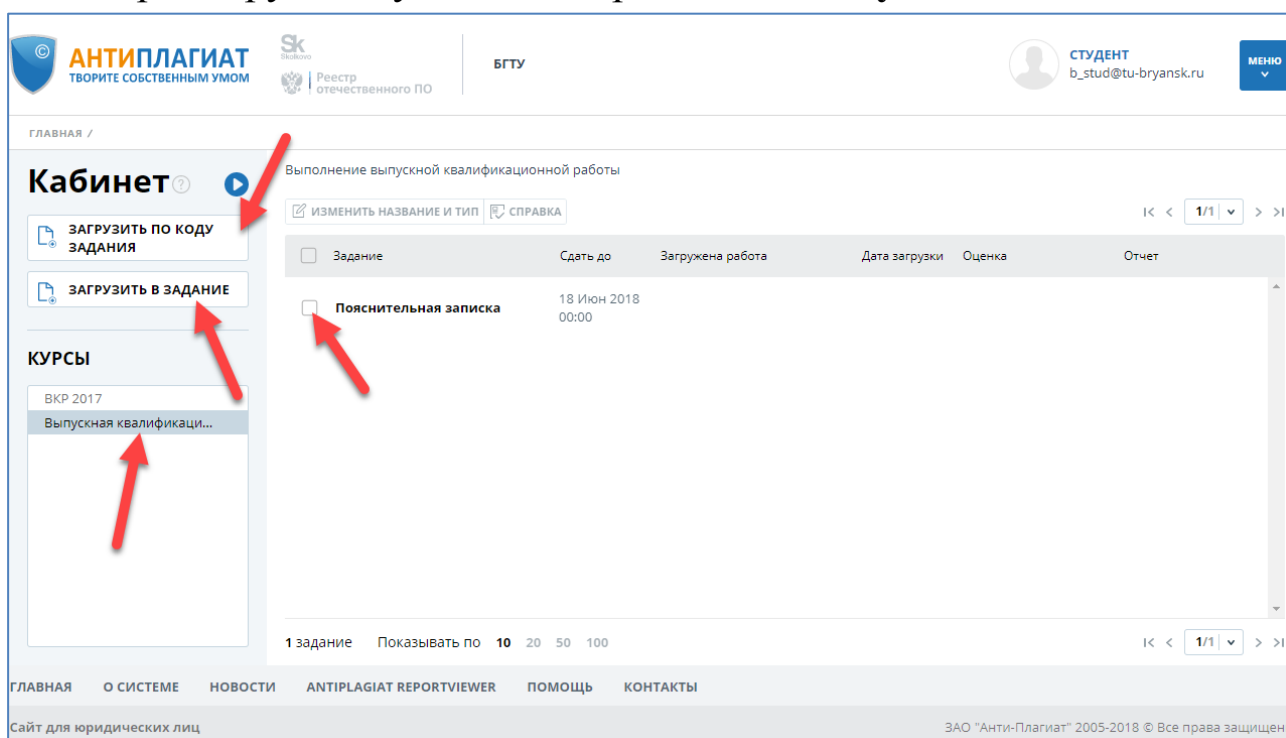 ©
АНТИПЛАГИАТ
ТВОРИТЕ СОБСТВЕННЫМ УМОМ
Sk
Skolkovo
Реестр
отечественного ПО
БГТУ
СТУДЕНТ
b_stud@tu-bryansk.ru
МЕНЮ
ГЛАВНАЯ /
Кабинет ?
ЗАГРУЗИТЬ ПО КОДУ
ЗАДАНИЯ
ЗАГРУЗИТЬ В ЗАДАНИЕ
КУРСЫ
ВКР 2017
Выпускная квалификаци...
Выполнение выпускной квалификационной работы
ИЗМЕНИТЬ НАЗВАНИЕ И ТИП СПРАВКА
1/1
Задание Сдать до Загружена работа Дата загрузки Оценка Отчет
Пояснительная записка 18 Июн 2018
00:00
1 задание Показывать по 10 20 50 100
1/1
ГЛАВНАЯ О СИСТЕМЕ НОВОСТИ ANTIPLAGIAT REPORTVIEWER ПОМОЩЬ КОНТАКТЫ
Сайт для юридических лиц ЗАО "Анти-Плагиат" 2005-2018 © Все права защищен